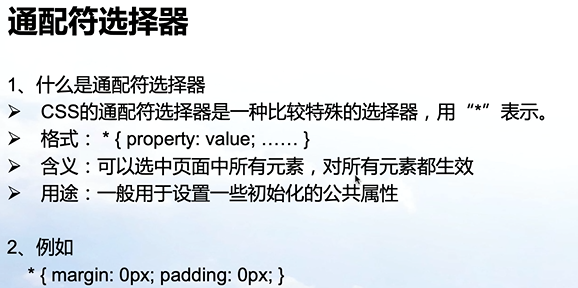 通配符选择器
1、什么是通配符选择器
➢ CSS的通配符选择器是一种比较特殊的选择器，用“*”表示。
➢ 格式： * { property: value; …… }
➢ 含义：可以选中页面中所有元素，对所有元素都生效
➢ 用途：一般用于设置一些初始化的公共属性
2、例如
* { margin: 0px; padding: 0px; }